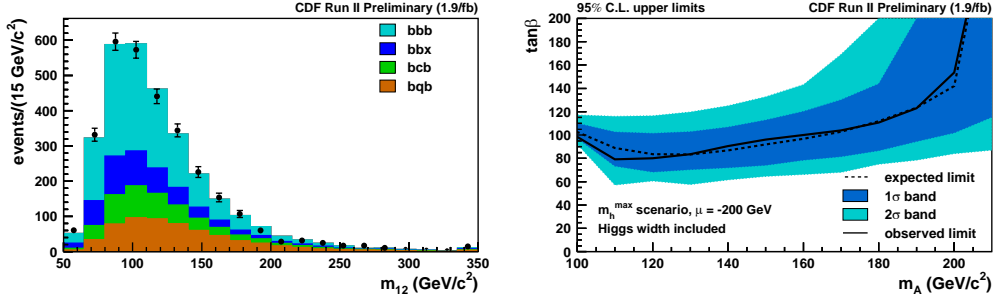 CDF Run II Preliminary (1.9/fb)
events/(15 GeV/c²)
600
500
400
300
200
100
0
bbb
bbx
bcb
bqb
50 100 150 200 250 300 350
m₁₂ (GeV/c²)
95% C.L. upper limits
CDF Run II Preliminary (1.9/fb)
tanβ
200
180
160
140
120
100
80
60
40
20
0
expected limit
1σ band
2σ band
observed limit
mₕᵐᵃˣ scenario, μ = -200 GeV
Higgs width included
100 120 140 160 180 200
m_A (GeV/c²)